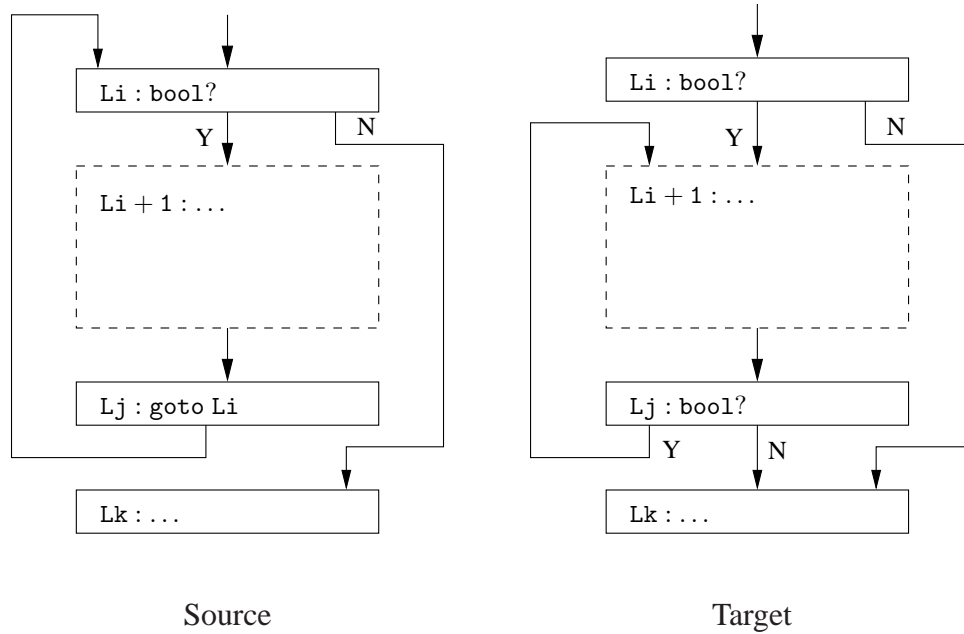 Li : bool?
Y
N
Li + 1 : ...
Lj : goto Li
Lk : ...
Source
Li : bool?
Y
N
Li + 1 : ...
Lj : bool?
Y
N
Lk : ...
Target